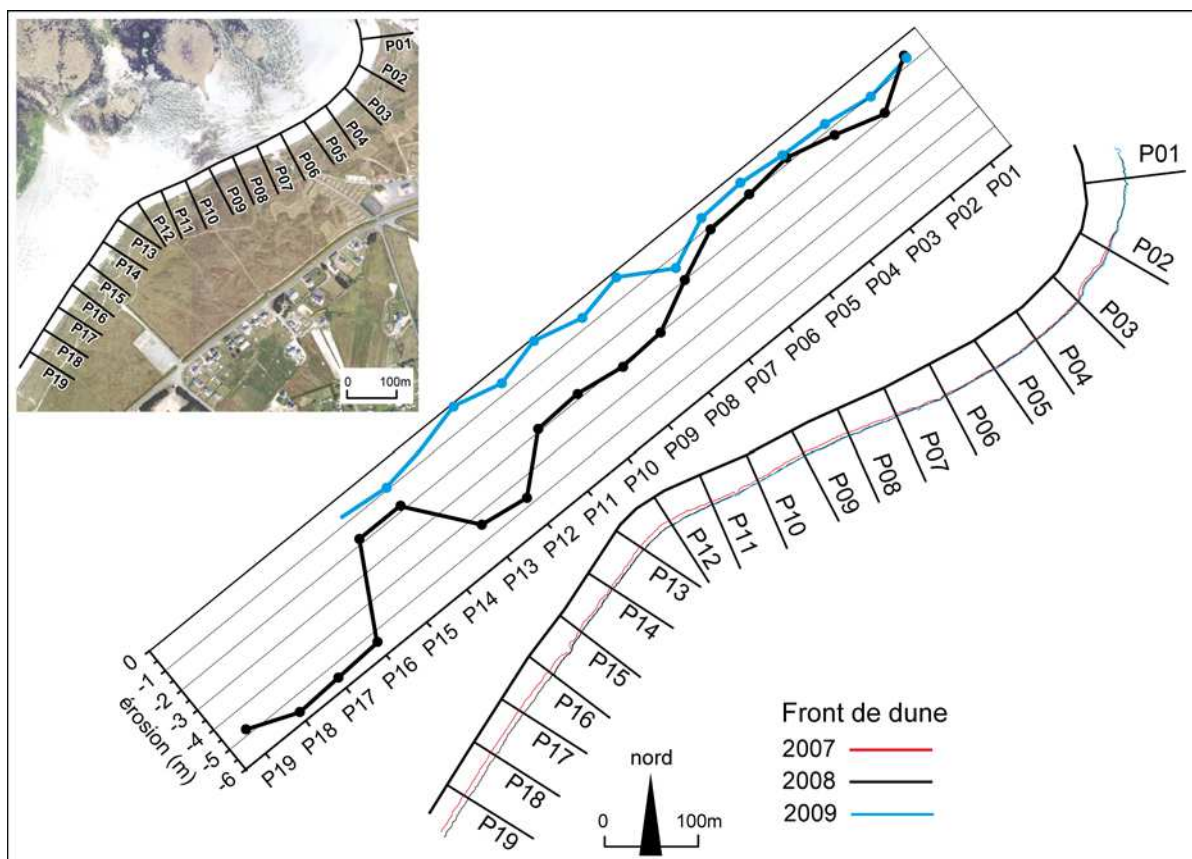 P01
P02
P03
P04
P05
P06
P07
P08
P09
P10
P11
P12
P13
P14
P15
P16
P17
P18
P19
0 100m
0
-1
-2
-3
-4
-5
-6
érosion (m)
P19
P18
P17
P16
P15
P14
P13
P12
P11
P10
P09
P08
P07
P06
P05
P04
P03
P02
P01
P01
P02
P03
P04
P05
P06
P07
P08
P09
P10
P11
P12
P13
P14
P15
P16
P17
P18
P19
nord
0 100m
Front de dune
2007
2008
2009